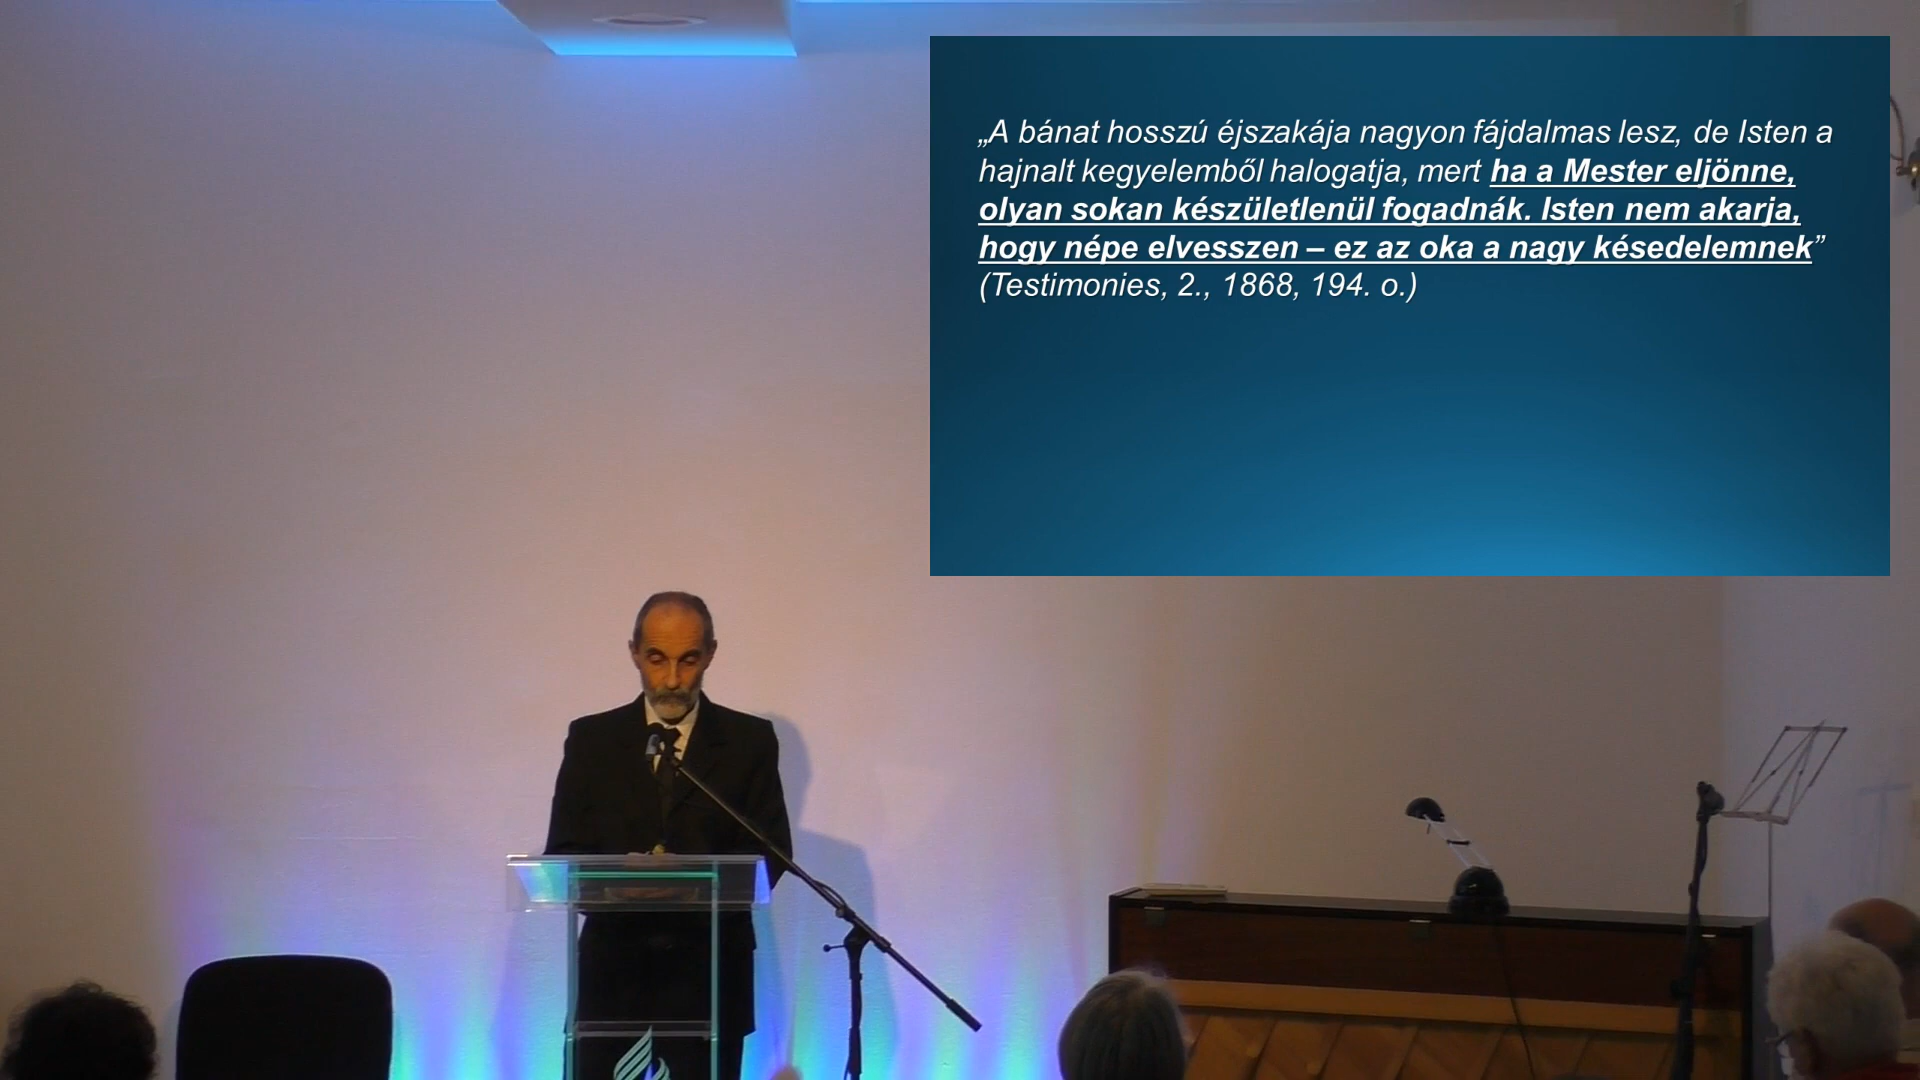 „A bánat hosszú éjszakája nagyon fájdalmas lesz, de Isten a
hajnalt kegyelemből halogatja, mert ha a Mester eljönne,
olyan sokan készületlenül fogadnák. Isten nem akarja,
hogy népe elvesszen – ez az oka a nagy késedelemnek”
(Testimonies, 2., 1868, 194. o.)